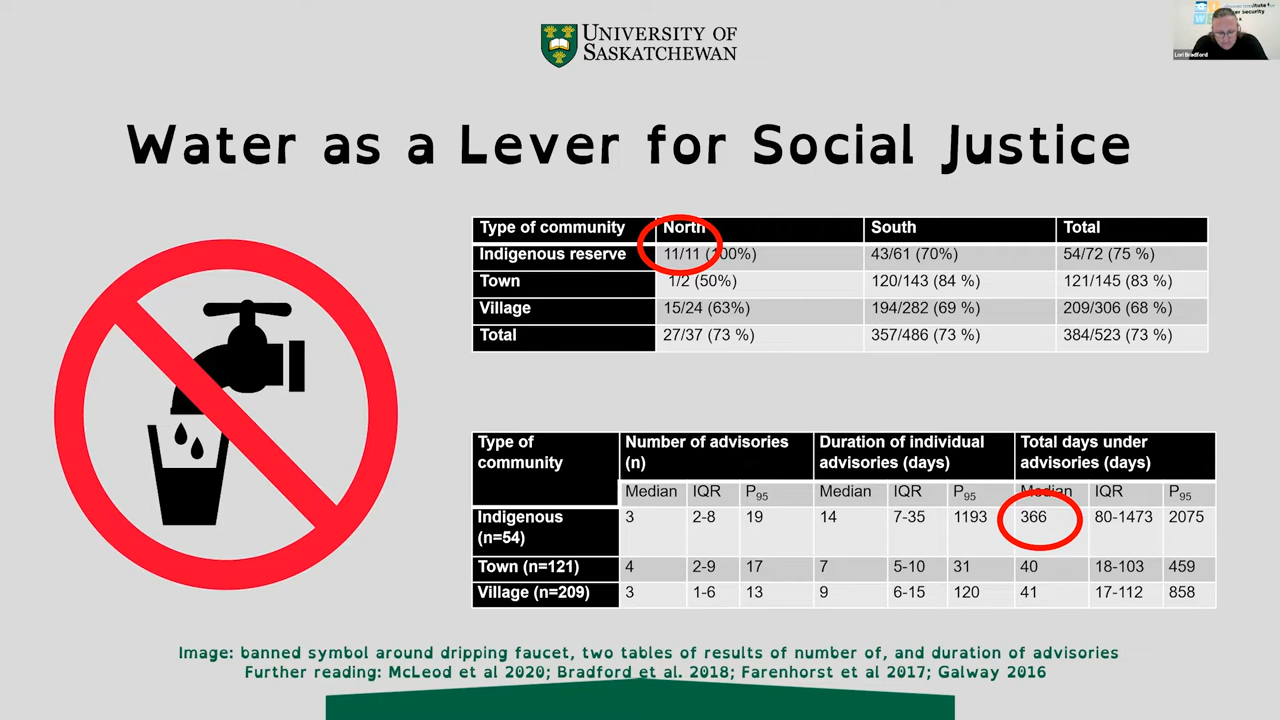 UNIVERSITY OF
SASKATCHEWAN
Lori Bradford
Water as a Lever for Social Justice
Type of community North South Total
Indigenous reserve 11/11 (100%) 43/61 (70%) 54/72 (75 %)
Town 1/2 (50%) 120/143 (84 %) 121/145 (83 %)
Village 15/24 (63%) 194/282 (69 %) 209/306 (68 %)
Total 27/37 (73 %) 357/486 (73 %) 384/523 (73 %)
Type of Number of advisories Duration of individual Total days under
community (n) advisories (days) advisories (days)
Median IQR P95 Median IQR P95 Median IQR P95
Indigenous 3 2-8 19 14 7-35 1193 366 80-1473 2075
(n=54)
Town (n=121) 4 2-9 17 7 5-10 31 40 18-103 459
Village (n=209) 3 1-6 13 9 6-15 120 41 17-112 858
Image: banned symbol around dripping faucet, two tables of results of number of, and duration of advisories
Further reading: McLeod et al 2020; Bradford et al. 2018; Farenhorst et al 2017; Galway 2016